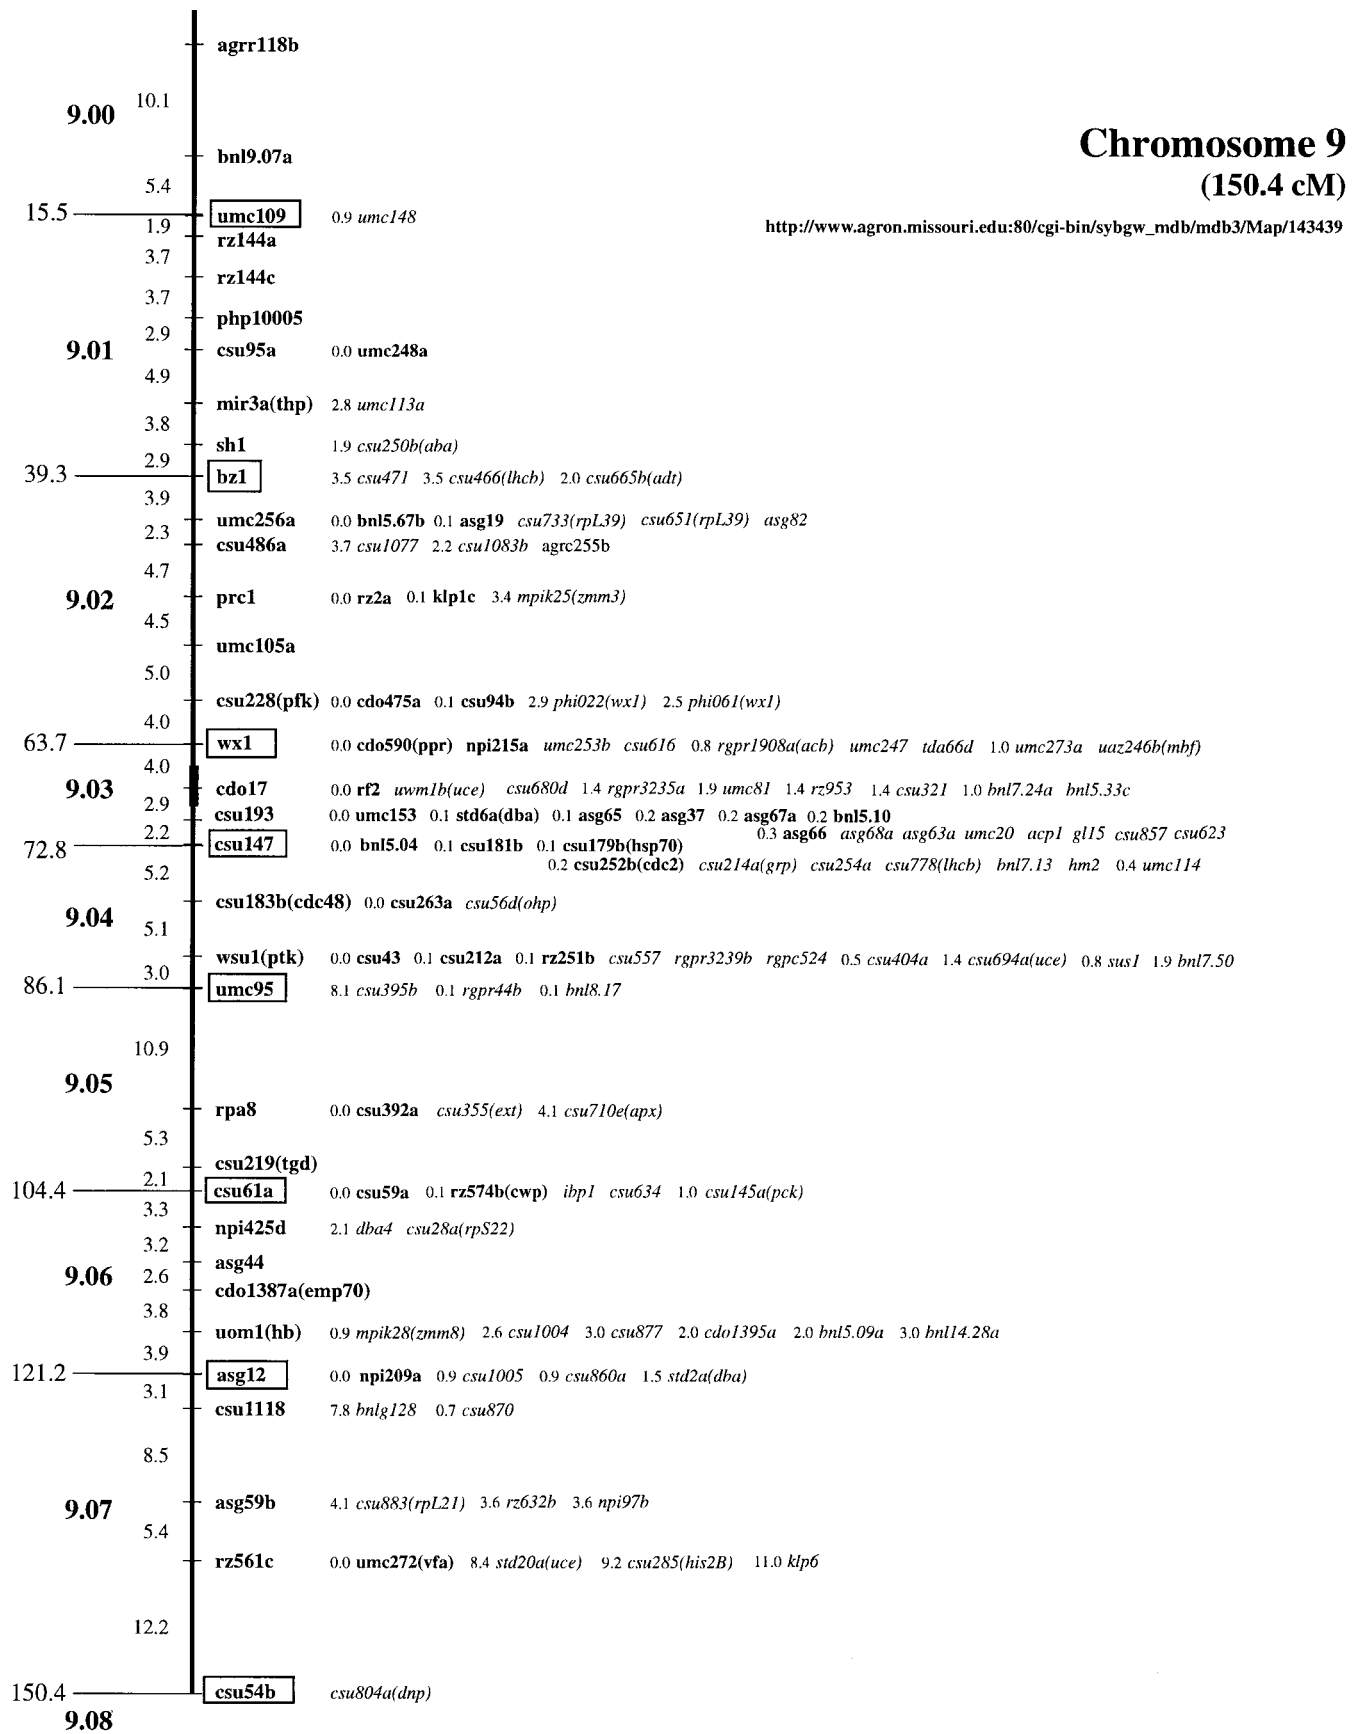 agrr118b
10.1
9.00
Chromosome 9
bnl9.07a
(150.4 cM)
5.4
15.5 umc109 0.9 umc148
1.9
http://www.agron.missouri.edu:80/cgi-bin/sybgw_mdb/mdb3/Map/143439
rz144a
3.7
rz144c
3.7
php10005
2.9
9.01 csu95a 0.0 umc248a
4.9
mir3a(thp) 2.8 umc113a
3.8
sh1 1.9 csu250b(aba)
2.9
39.3 bz1 3.5 csu471 3.5 csu466(lhcb) 2.0 csu665b(adt)
3.9
umc256a 0.0 bnl5.67b 0.1 asg19 csu733(rpL39) csu651(rpL39) asg82
2.3
csu486a 3.7 csu1077 2.2 csu1083b agrc255b
4.7
9.02 prc1 0.0 rz2a 0.1 klp1c 3.4 mpik25(zmm3)
4.5
umc105a
5.0
csu228(pfk) 0.0 cdo475a 0.1 csu94b 2.9 phi022(wx1) 2.5 phi061(wx1)
4.0
63.7 wx1 0.0 cdo590(ppr) npi215a umc253b csu616 0.8 rgpr1908a(acb) umc247 tda66d 1.0 umc273a uaz246b(mbf)
4.0
9.03 cdo17 0.0 rf2 uwm1b(uce) csu680d 1.4 rgpr3235a 1.9 umc81 1.4 rz953 1.4 csu321 1.0 bnl7.24a bnl5.33c
2.9
csu193 0.0 umc153 0.1 std6a(dba) 0.1 asg65 0.2 asg37 0.2 asg67a 0.2 bnl5.10
2.2 0.3 asg66 asg68a asg63a umc20 acp1 gl15 csu857 csu623
72.8 csu147 0.0 bnl5.04 0.1 csu181b 0.1 csu179b(hsp70)
0.2 csu252b(cdc2) csu214a(grp) csu254a csu778(lhcb) bnl7.13 hm2 0.4 umc114
5.2
csu183b(cdc48) 0.0 csu263a csu56d(ohp)
9.04
5.1
wsu1(ptk) 0.0 csu43 0.1 csu212a 0.1 rz251b csu557 rgpr3239b rgpc524 0.5 csu404a 1.4 csu694a(uce) 0.8 sus1 1.9 bnl7.50
3.0
86.1 umc95 8.1 csu395b 0.1 rgpr44b 0.1 bnl8.17
10.9
9.05
rpa8 0.0 csu392a csu355(ext) 4.1 csu710e(apx)
5.3
csu219(tgd)
2.1
104.4 csu61a 0.0 csu59a 0.1 rz574b(cwp) ibp1 csu634 1.0 csu145a(pck)
3.3
npi425d 2.1 dba4 csu28a(rpS22)
3.2
asg44
9.06 2.6
cdo1387a(emp70)
3.8
uom1(hb) 0.9 mpik28(zmm8) 2.6 csu1004 3.0 csu877 2.0 cdo1395a 2.0 bnl5.09a 3.0 bnl14.28a
3.9
121.2 asg12 0.0 npi209a 0.9 csu1005 0.9 csu860a 1.5 std2a(dba)
3.1
csu1118 7.8 bnlg128 0.7 csu870
8.5
9.07 asg59b 4.1 csu883(rpL21) 3.6 rz632b 3.6 npi97b
5.4
rz561c 0.0 umc272(vfa) 8.4 std20a(uce) 9.2 csu285(his2B) 11.0 klp6
12.2
150.4 csu54b csu804a(dnp)
9.08